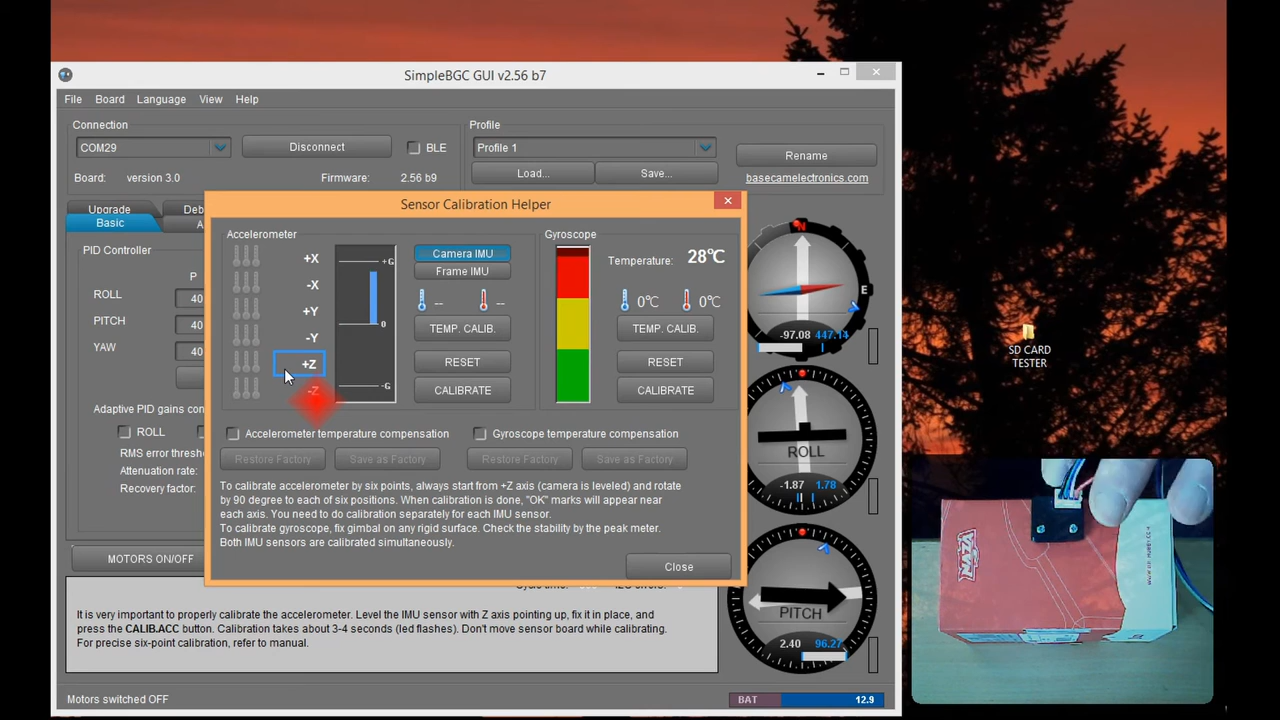 SimpleBGC GUI v2.56 b7
File Board Language View Help
Connection
COM29
Disconnect
BLE
Board: version 3.0
Firmware: 2.56 b9
Profile
Profile 1
Load...
Save...
Rename
basecamelectronics.com
Upgrade
Deb
Basic
A
PID Controller
P
ROLL 40
PITCH 40
YAW 40
Adaptive PID gains con
ROLL
RMS error thresho
Attenuation rate:
Recovery factor:
MOTORS ON/OFF
Sensor Calibration Helper
Accelerometer
+X
-X
+Y
-Y
+Z
-Z
+G
0
-G
Camera IMU
Frame IMU
-- --
TEMP. CALIB.
RESET
CALIBRATE
Gyroscope
Temperature: 28℃
0℃ 0℃
TEMP. CALIB.
RESET
CALIBRATE
Accelerometer temperature compensation
Restore Factory
Save as Factory
Gyroscope temperature compensation
Restore Factory
Save as Factory
To calibrate accelerometer by six points, always start from +Z axis (camera is leveled) and rotate
by 90 degree to each of six positions. When calibration is done, "OK" marks will appear near
each axis. You need to do calibration separately for each IMU sensor.
To calibrate gyroscope, fix gimbal on any rigid surface. Check the stability by the peak meter.
Both IMU sensors are calibrated simultaneously.
Close
It is very important to properly calibrate the accelerometer. Level the IMU sensor with Z axis pointing up, fix it in place, and
press the CALIB.ACC button. Calibration takes about 3-4 seconds (led flashes). Don't move sensor board while calibrating.
For precise six-point calibration, refer to manual.
N
E
-97.08 447.14
ROLL
-1.87 1.78
PITCH
2.40 96.27
Motors switched OFF
BAT 12.9
SD CARD
TESTER